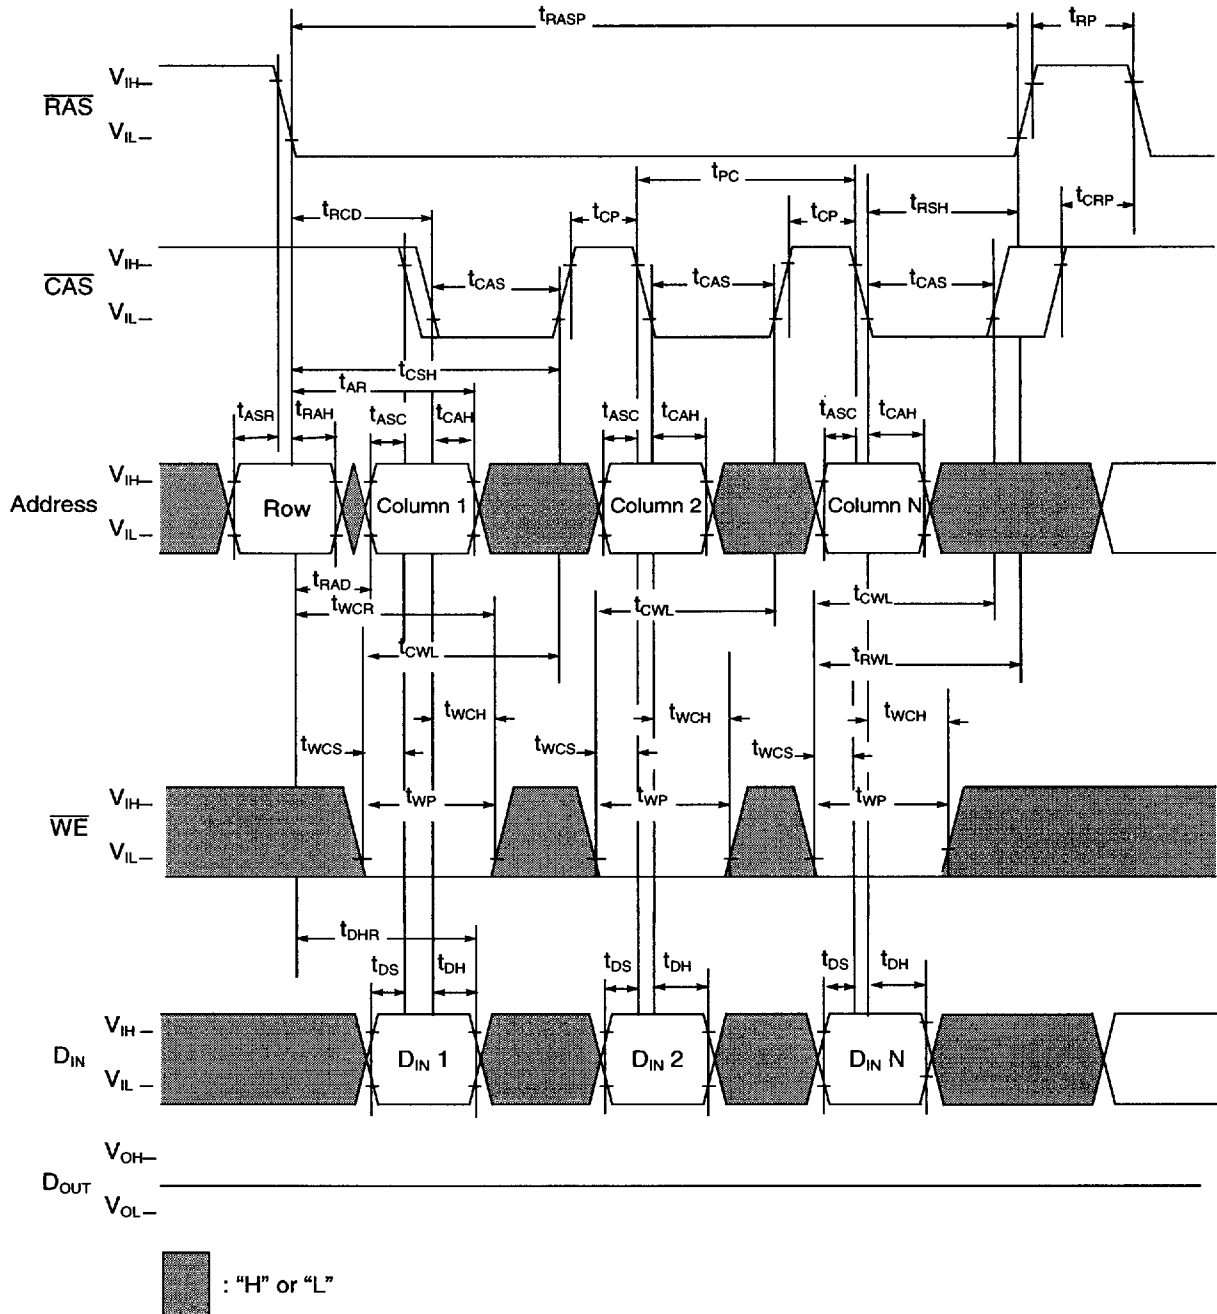 tRASP tRP
VIH
RAS
VIL
tPC
tRCD tCP tCP tRSH tCRP
VIH
CAS
VIL
tCAS tCAS tCAS
tCSH
tAR
tASR tRAH tASC tCAH tASC tCAH tASC tCAH
VIH
Address Row Column 1 Column 2 Column N
VIL
tRAD
tWCR tCWL tCWL
tCWL tRWL
tWCH tWCH tWCH
tWCS tWCS tWCS
VIH
tWP tWP tWP
WE
VIL
tDHR
tDS tDH tDS tDH tDS tDH
VIH
DIN DIN 1 DIN 2 DIN N
VIL
VOH
DOUT
VOL
: “H” or “L”